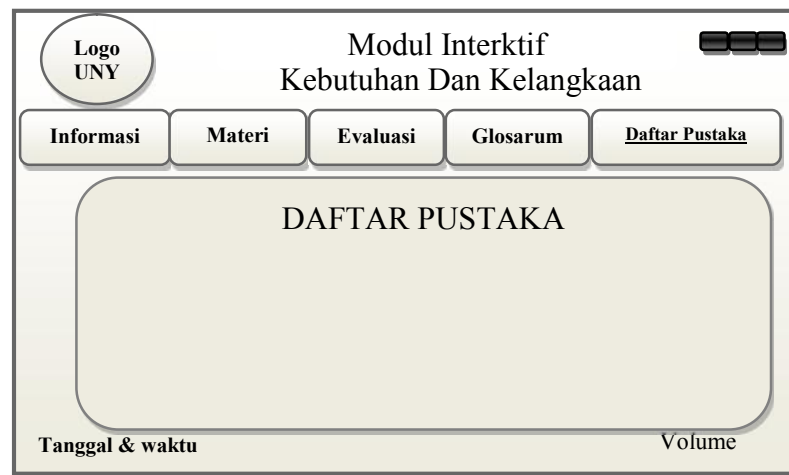 Logo
UNY
Modul Interktif
Kebutuhan Dan Kelangkaan
Informasi
Materi
Evaluasi
Glosarum
Daftar Pustaka
DAFTAR PUSTAKA
Tanggal & waktu
Volume